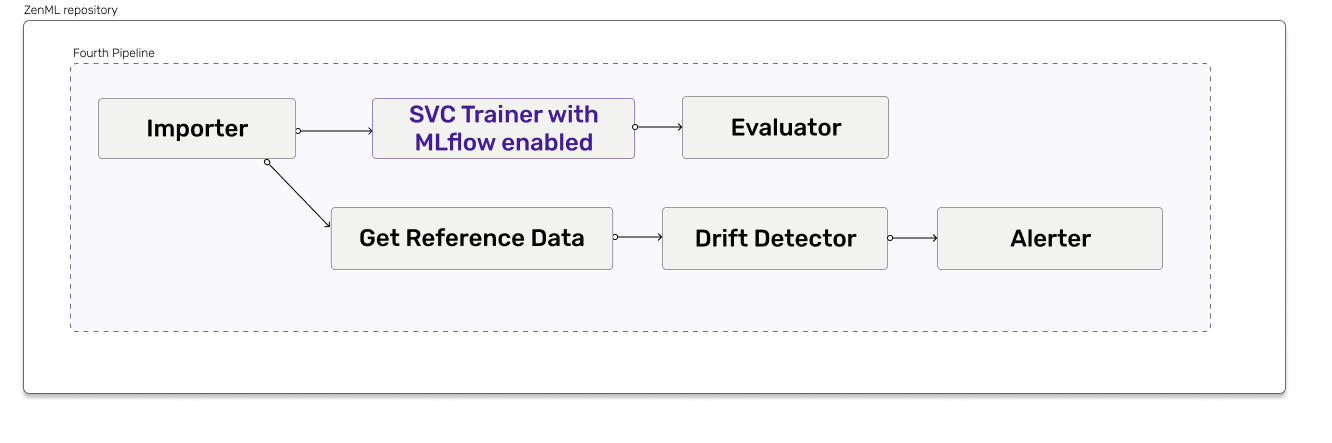 ZenML repository
Fourth Pipeline
Importer
SVC Trainer with
MLflow enabled
Evaluator
Get Reference Data
Drift Detector
Alerter